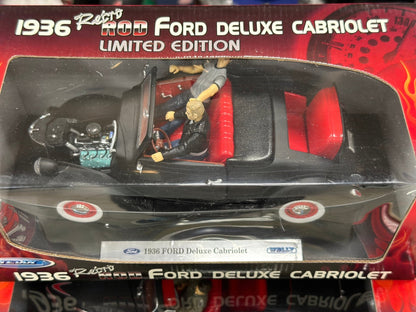 1936 Retro ROD FORD DELUXE CABRIOLET
LIMITED EDITION
Ford 1936 FORD Deluxe Cabriolet WELLY
1936 Retro ROD FORD DELUXE CABRIOLET